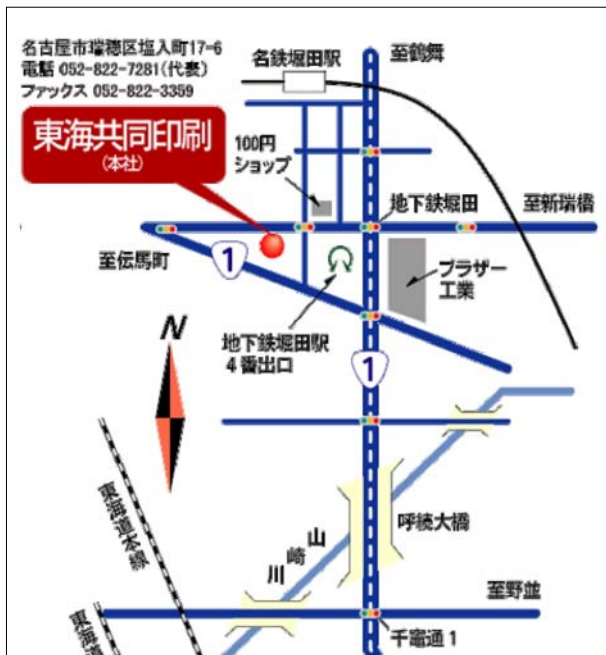 名古屋市瑞穂区塩入町17-6
電話 052-822-7281(代表)
ファックス 052-822-3359
名鉄堀田駅
至鶴舞
東海共同印刷
(本社)
100円
ショップ
地下鉄堀田
至新瑞橋
至伝馬町
1
ブラザー
工業
N
地下鉄堀田駅
4番出口
1
東海道本線
呼続大橋
山崎川
至野並
東海道
千竈通1